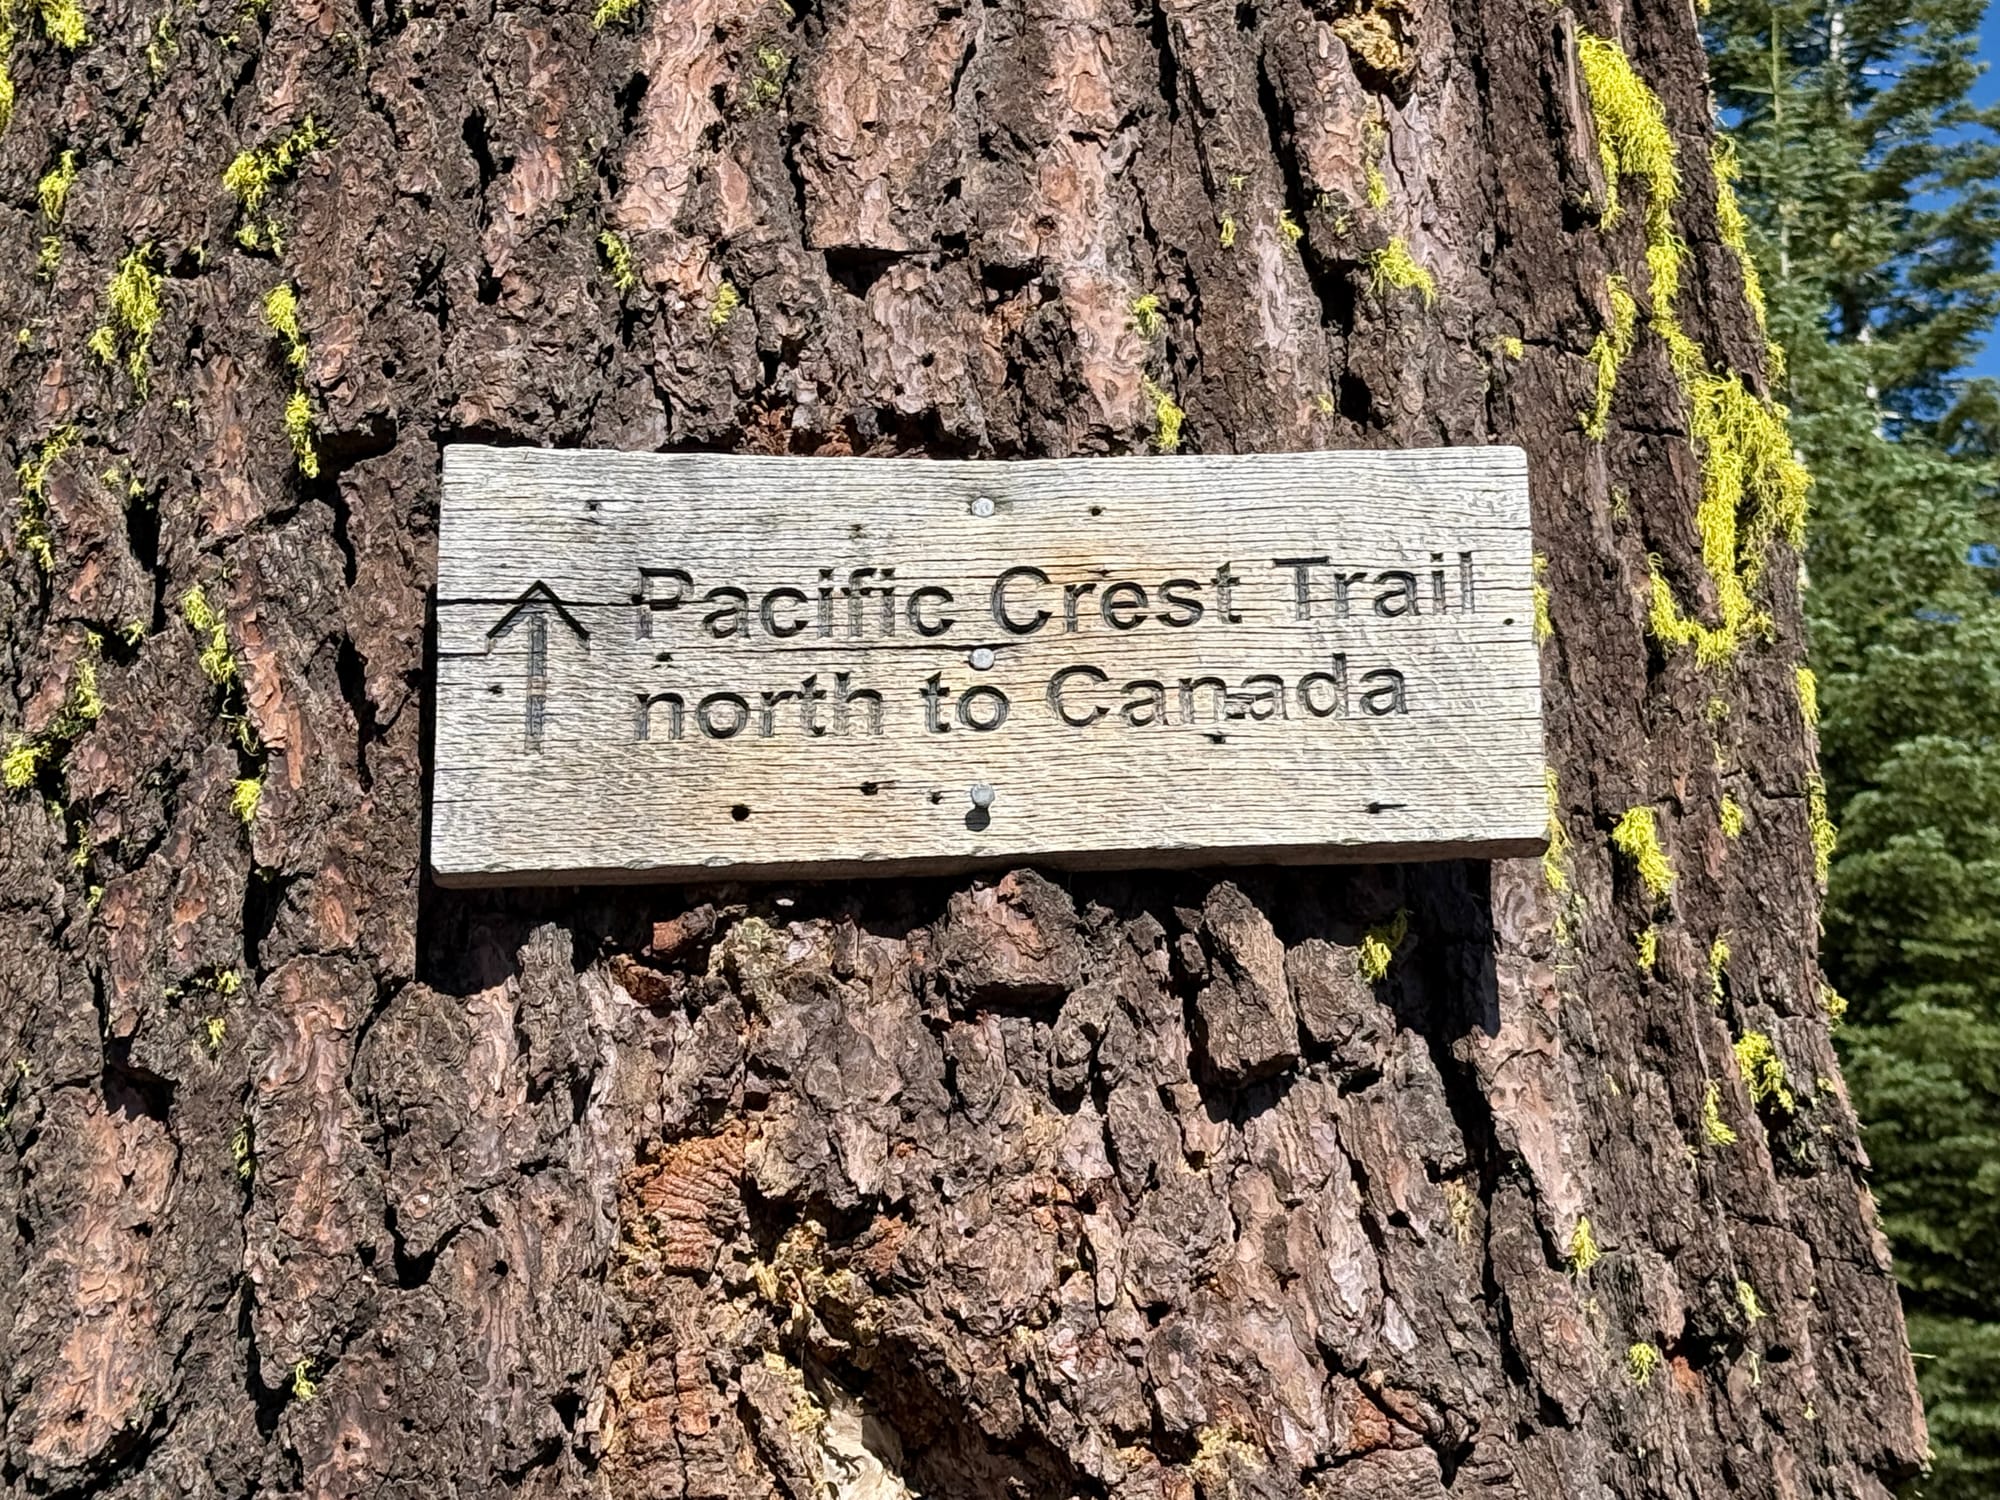 Pacific Crest Trail
north to Canada